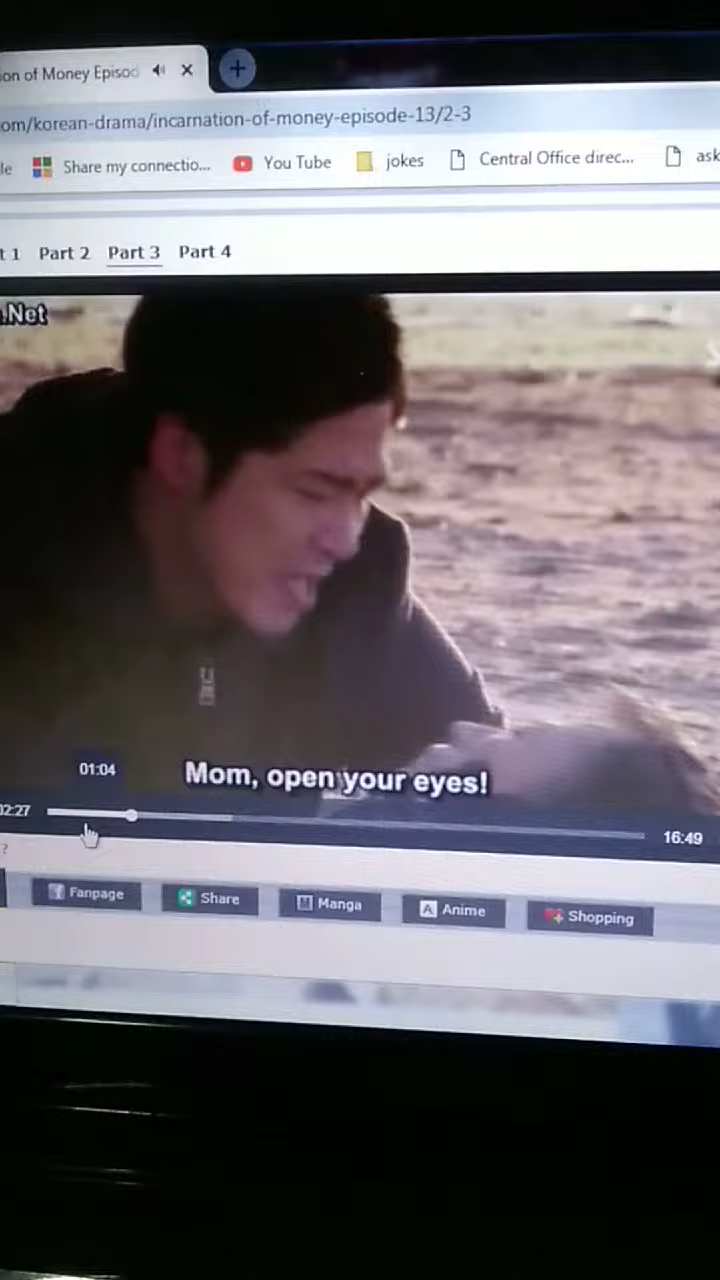 ion of Money Episod
om/korean-drama/incarnation-of-money-episode-13/2-3
le Share my connectio... You Tube jokes Central Office direc... ask
t 1 Part 2 Part 3 Part 4
.Net
01:04
Mom, open your eyes!
02:27 16:49
?
Fanpage Share Manga Anime Shopping